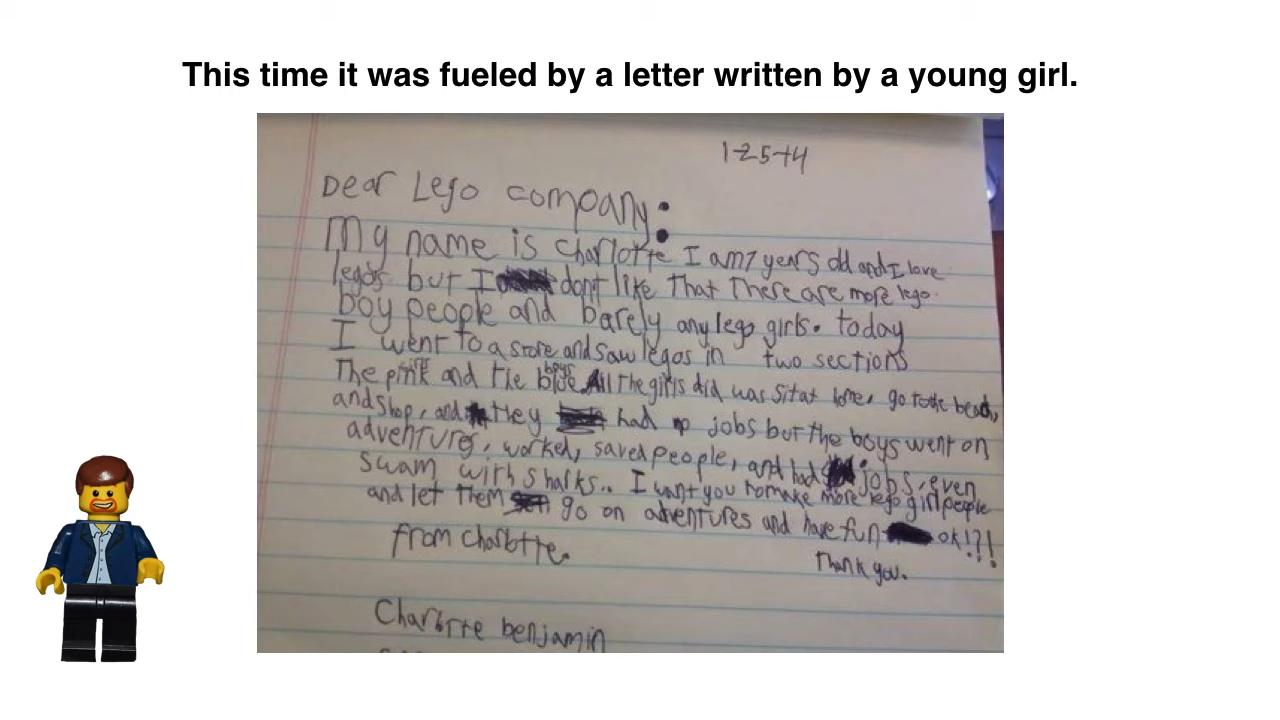 This time it was fueled by a letter written by a young girl.
1-25-14
Dear Lego company:
My name is Charlotte I am 7 years old and I love
legos but I dont like That There are more lego
boy people and barely any lego girls. today
I went to a store and saw legos in two sections
The pink girls and the blue boys All the girls did was sit at home, go to the beach,
and shop, and they had no jobs but the boys went on
adventures, worked, saved people, and had jobs, even
swam with sharks.. I want you to make more lego girl people
and let them go on adventures and have fun ok!?!
from Charlotte. Thank you.
Charlotte benjamin